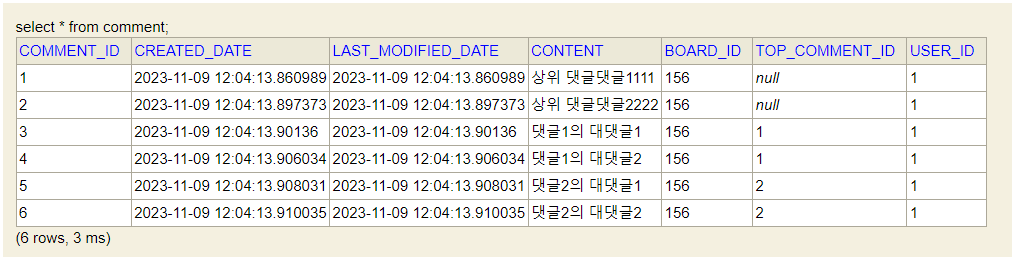 select * from comment;
COMMENT_ID CREATED_DATE LAST_MODIFIED_DATE CONTENT BOARD_ID TOP_COMMENT_ID USER_ID
1 2023-11-09 12:04:13.860989 2023-11-09 12:04:13.860989 상위 댓글댓글1111 156 null 1
2 2023-11-09 12:04:13.897373 2023-11-09 12:04:13.897373 상위 댓글댓글2222 156 null 1
3 2023-11-09 12:04:13.90136 2023-11-09 12:04:13.90136 댓글1의 대댓글1 156 1 1
4 2023-11-09 12:04:13.906034 2023-11-09 12:04:13.906034 댓글1의 대댓글2 156 1 1
5 2023-11-09 12:04:13.908031 2023-11-09 12:04:13.908031 댓글2의 대댓글1 156 2 1
6 2023-11-09 12:04:13.910035 2023-11-09 12:04:13.910035 댓글2의 대댓글2 156 2 1
(6 rows, 3 ms)